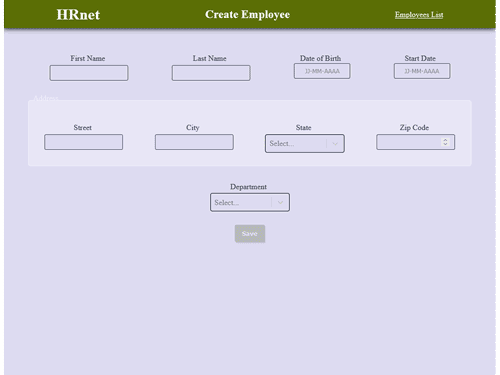 HRnet Create Employee Employees List
First Name Last Name Date of Birth Start Date
JJ-MM-AAAA JJ-MM-AAAA
Street City State Zip Code
Select...
Department
Select...
Save